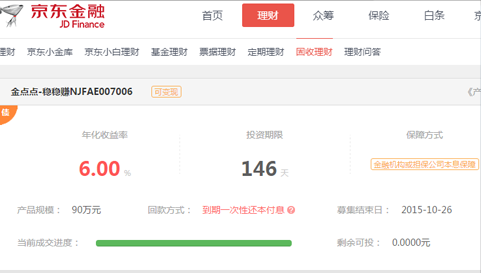 京东金融
JD Finance
首页 理财 众筹 保险 白条 京
理财 京东小金库 京东小白理财 基金理财 票据理财 定期理财 固收理财 理财问答
金点点-稳稳赚NJFAE007006 可变现 《产
年化收益率 投资期限 保障方式
6.00 % 146 天 金融机构或担保公司本息保障
产品规模： 90万元 回款方式： 到期一次性还本付息 ? 募集结束日： 2015-10-26
当前成交进度： 剩余可投： 0.0000元